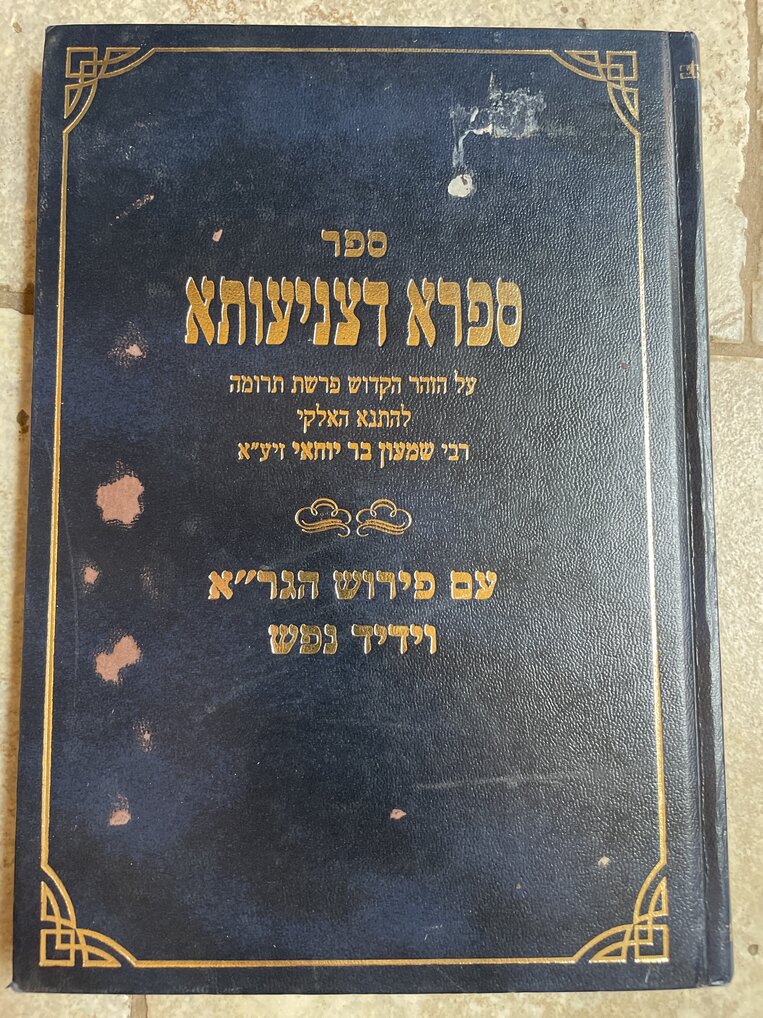 ספר
ספרא דצניעותא
על הזהר הקדוש פרשת תרומה
להתנא האלקי
רבי שמעון בר יוחאי זיע״א
עם פירוש הגר״א
וידיד נפש